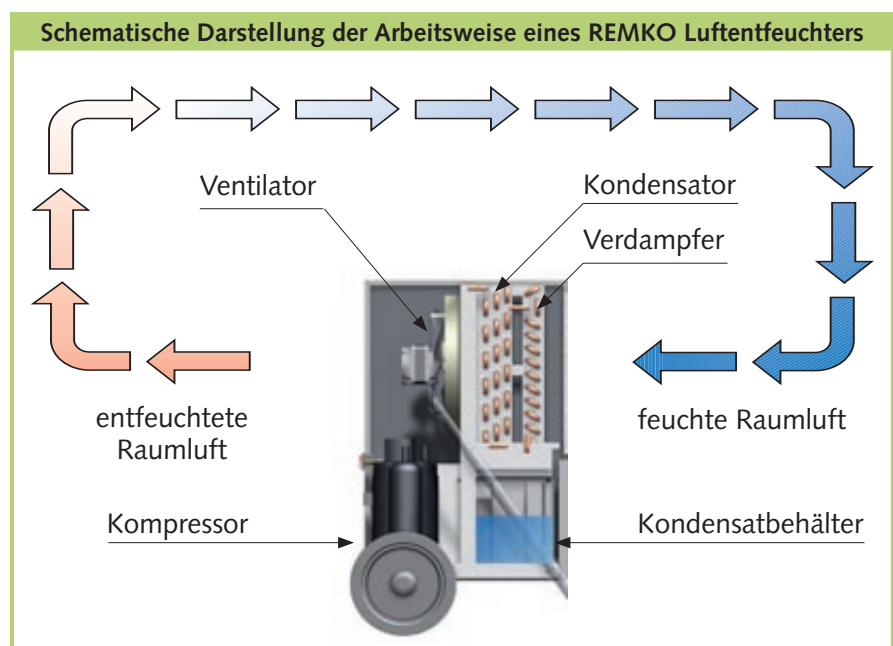 Schematische Darstellung der Arbeitsweise eines REMKO Luftentfeuchters
Ventilator
Kondensator
Verdampfer
entfeuchtete
Raumluft
feuchte Raumluft
Kompressor
Kondensatbehälter